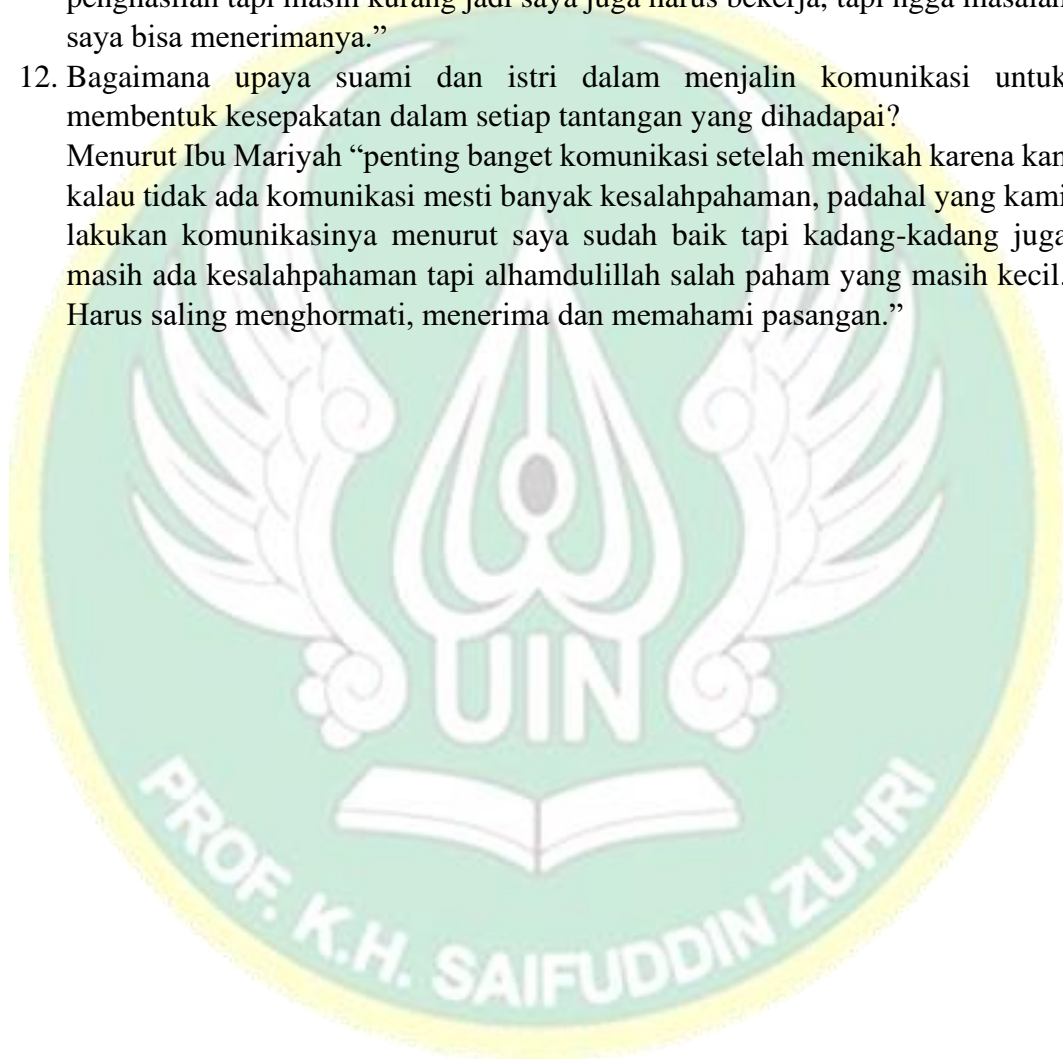 penghasilan tapi masih kurang jadi saya juga harus bekerja, tapi ngga masalah
saya bisa menerimanya.”
12. Bagaimana upaya suami dan istri dalam menjalin komunikasi untuk
membentuk kesepakatan dalam setiap tantangan yang dihadapai?
Menurut Ibu Mariyah “penting banget komunikasi setelah menikah karena kan
kalau tidak ada komunikasi mesti banyak kesalahpahaman, padahal yang kami
lakukan komunikasinya menurut saya sudah baik tapi kadang-kadang juga
masih ada kesalahpahaman tapi alhamdulillah salah paham yang masih kecil.
Harus saling menghormati, menerima dan memahami pasangan.”
UIN
PROF. K.H. SAIFUDDIN ZUHRI